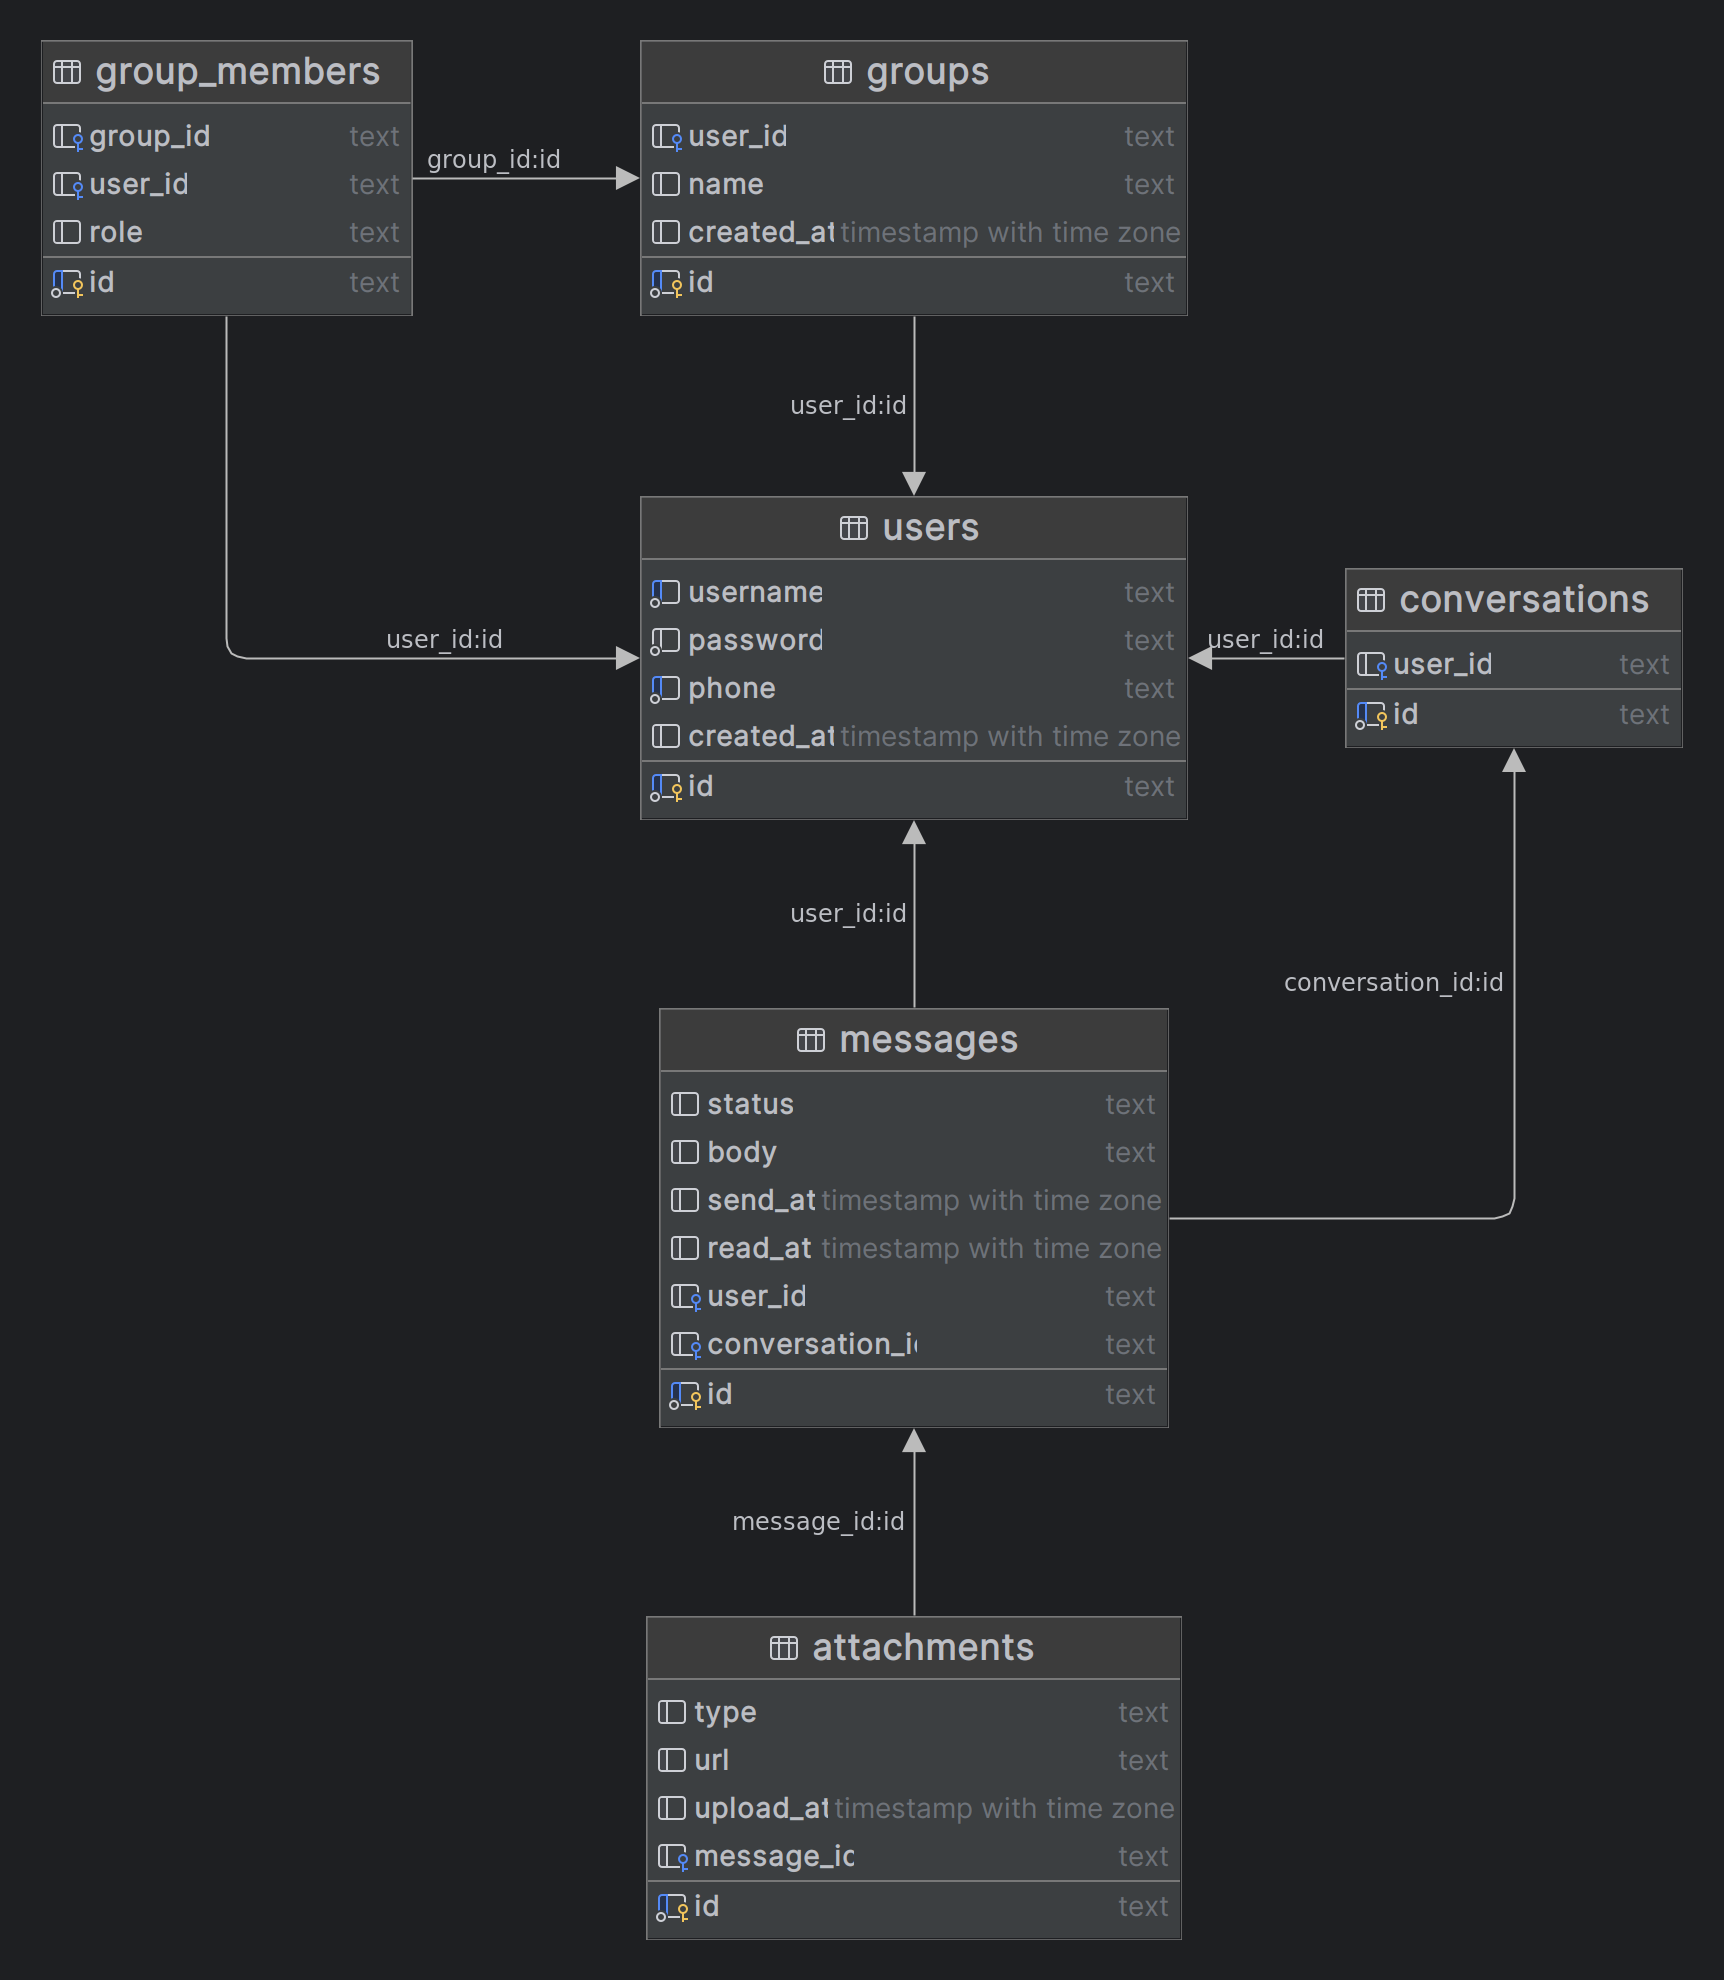 group_members
group_id text
user_id text
role text
id text
group_id:id
groups
user_id text
name text
created_at timestamp with time zone
id text
user_id:id
user_id:id
users
username text
password text
phone text
created_at timestamp with time zone
id text
user_id:id
conversations
user_id text
id text
user_id:id
conversation_id:id
messages
status text
body text
send_at timestamp with time zone
read_at timestamp with time zone
user_id text
conversation_id text
id text
message_id:id
attachments
type text
url text
upload_at timestamp with time zone
message_id text
id text